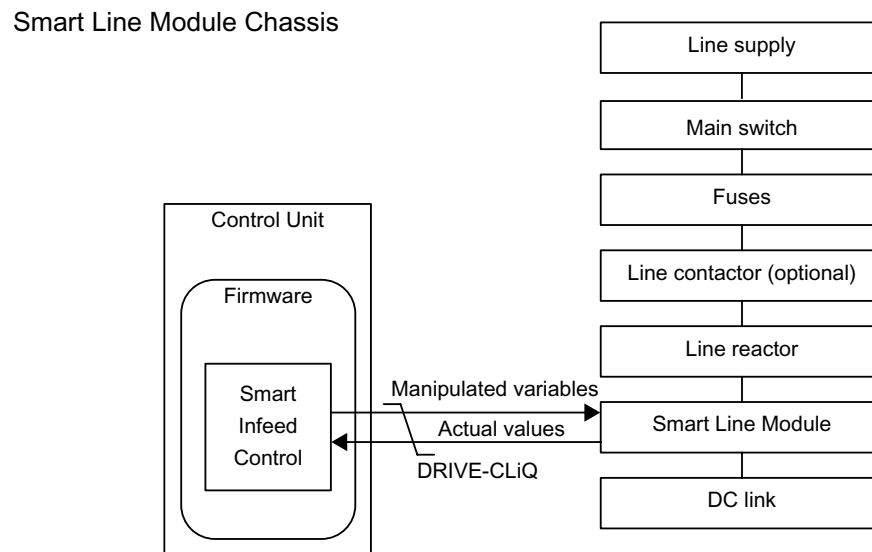 Smart Line Module Chassis
Line supply
Main switch
Fuses
Line contactor (optional)
Line reactor
Smart Line Module
DC link
Control Unit
Firmware
Smart
Infeed
Control
Manipulated variables
Actual values
DRIVE-CLiQ